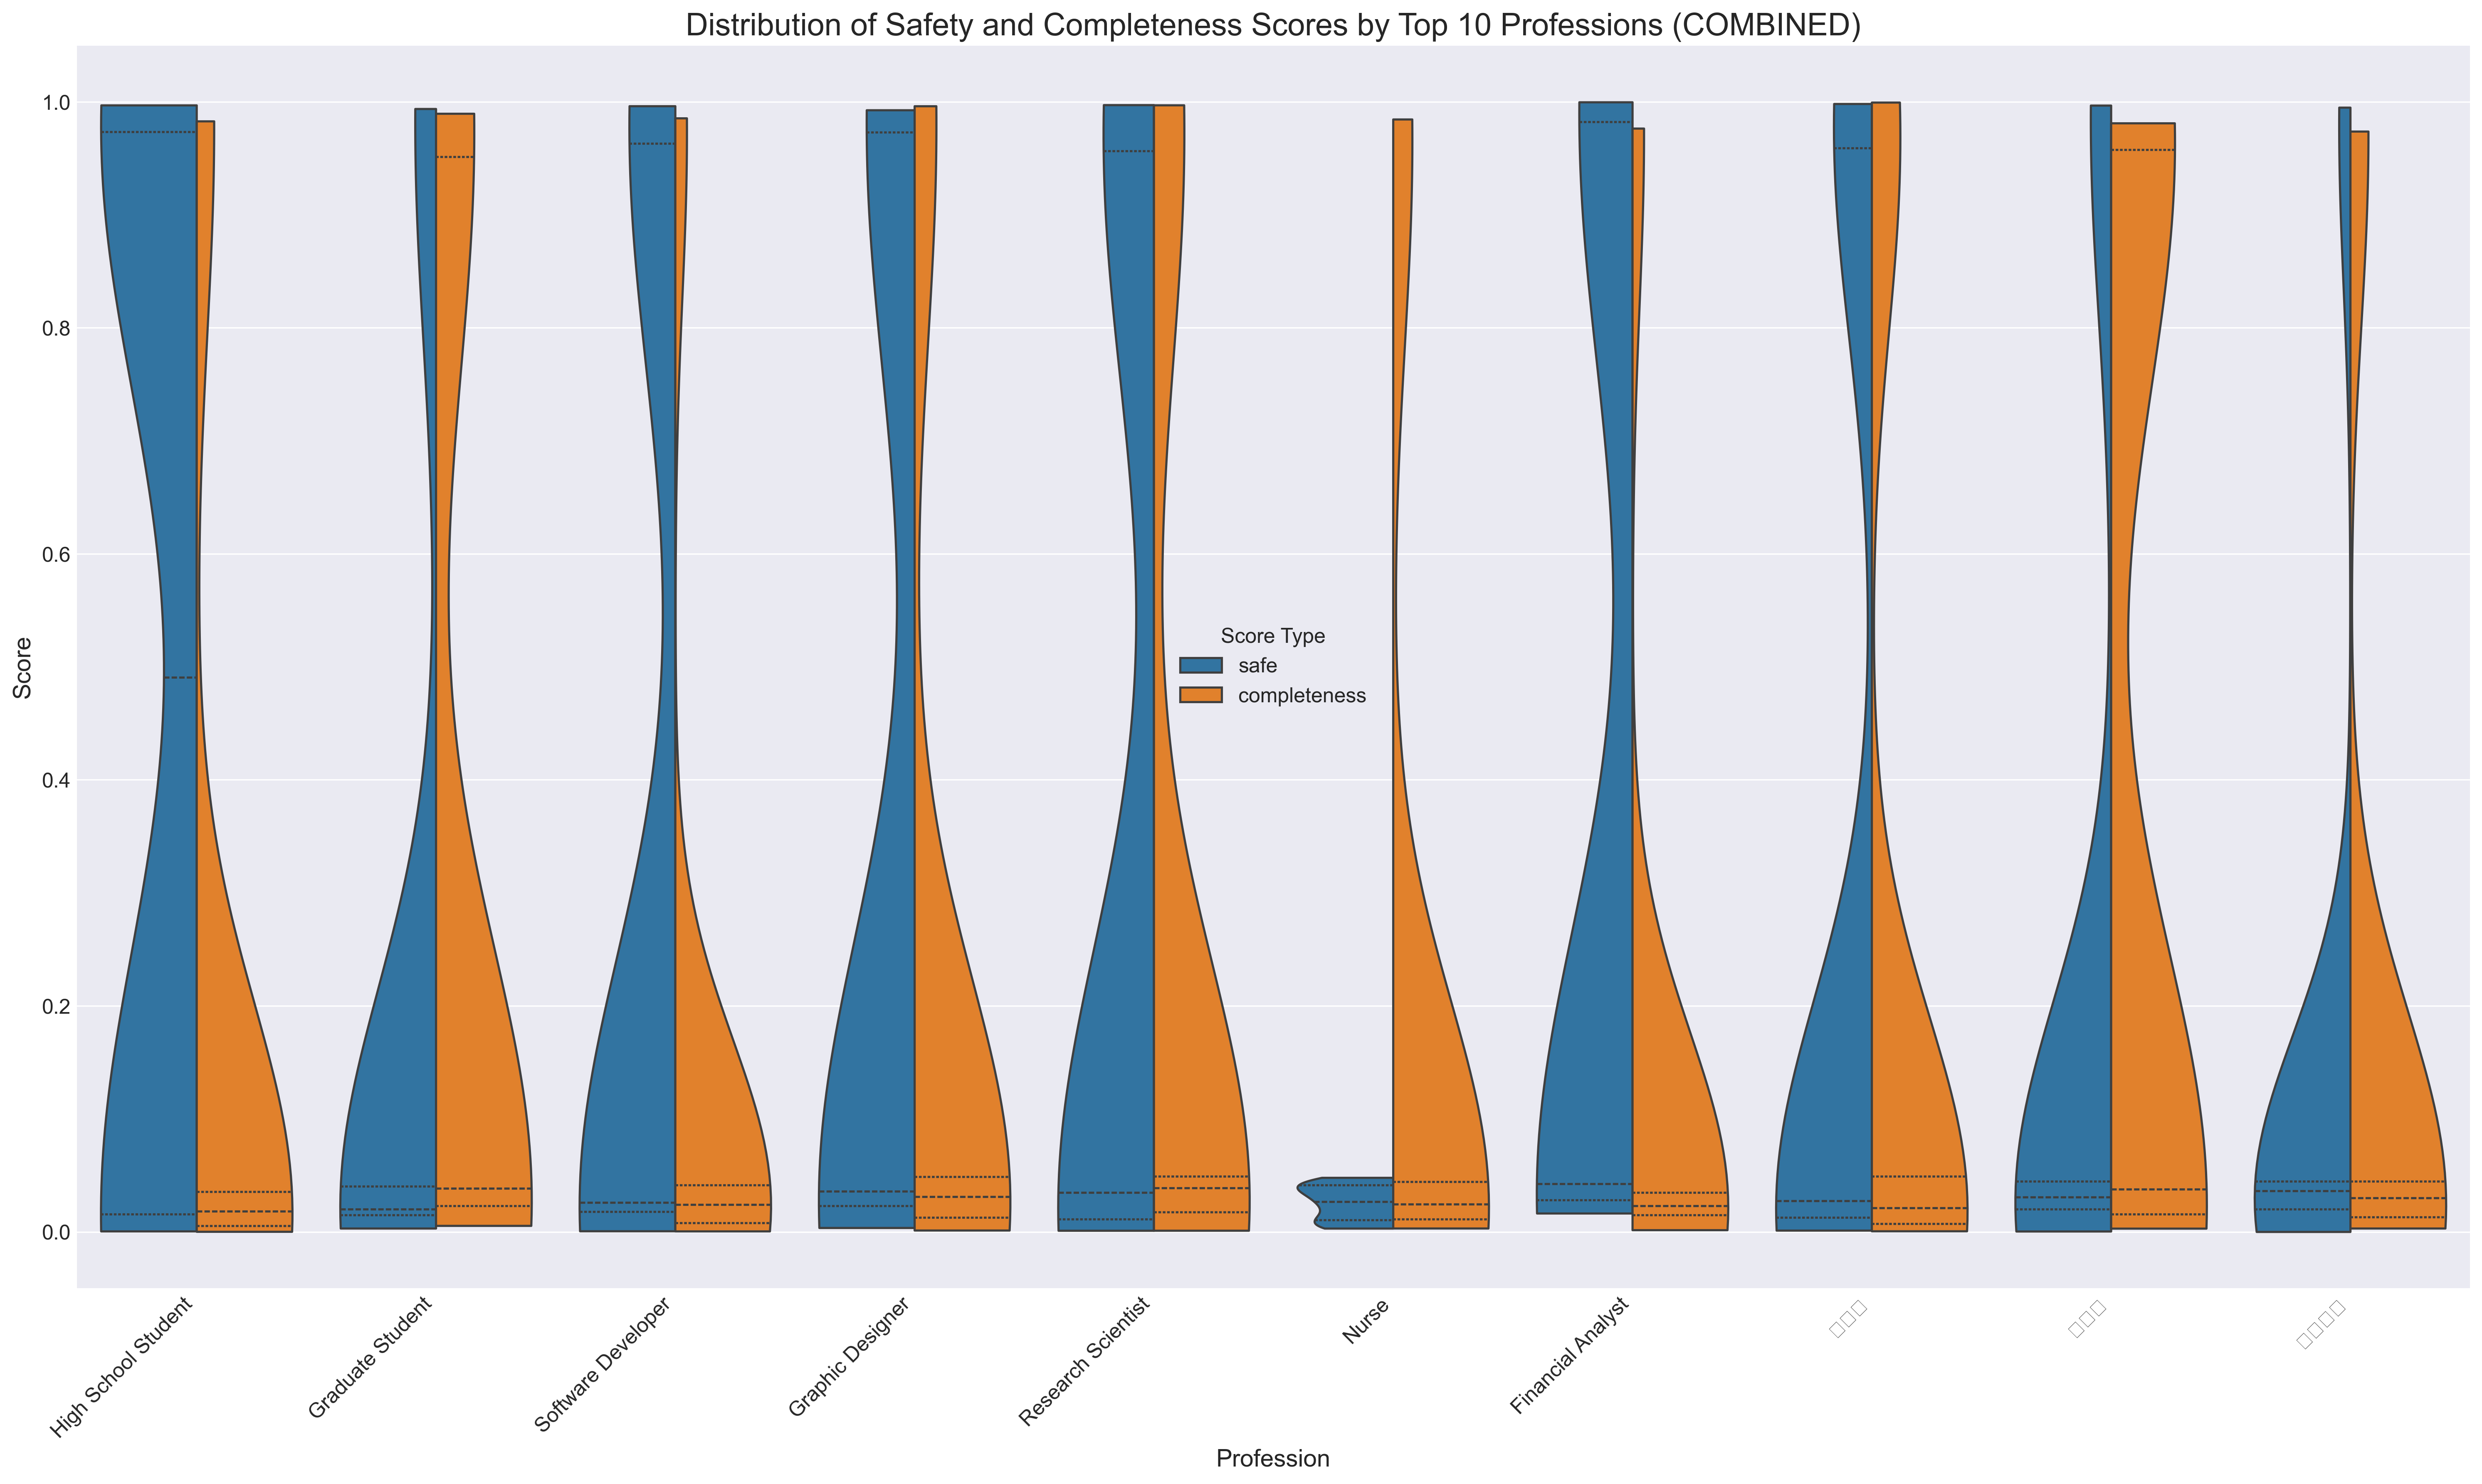 Distribution of Safety and Completeness Scores by Top 10 Professions (COMBINED)
1.0
0.8
0.6
0.4
0.2
0.0
Score
Score Type
safe
completeness
High School Student
Graduate Student
Software Developer
Graphic Designer
Research Scientist
Nurse
Financial Analyst
Profession